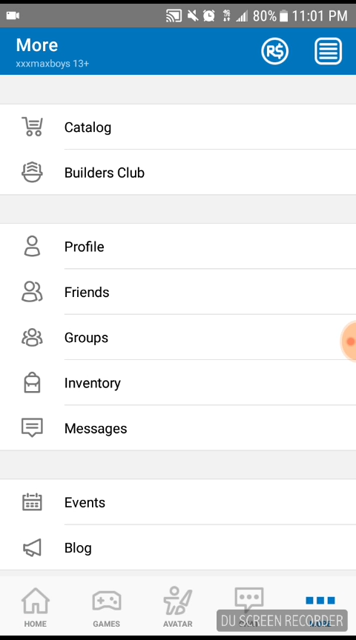 80% 11:01 PM
More
xxxmaxboys 13+
R$
Catalog
Builders Club
Profile
Friends
Groups
Inventory
Messages
Events
Blog
HOME
GAMES
AVATAR
DU SCREEN RECORDER